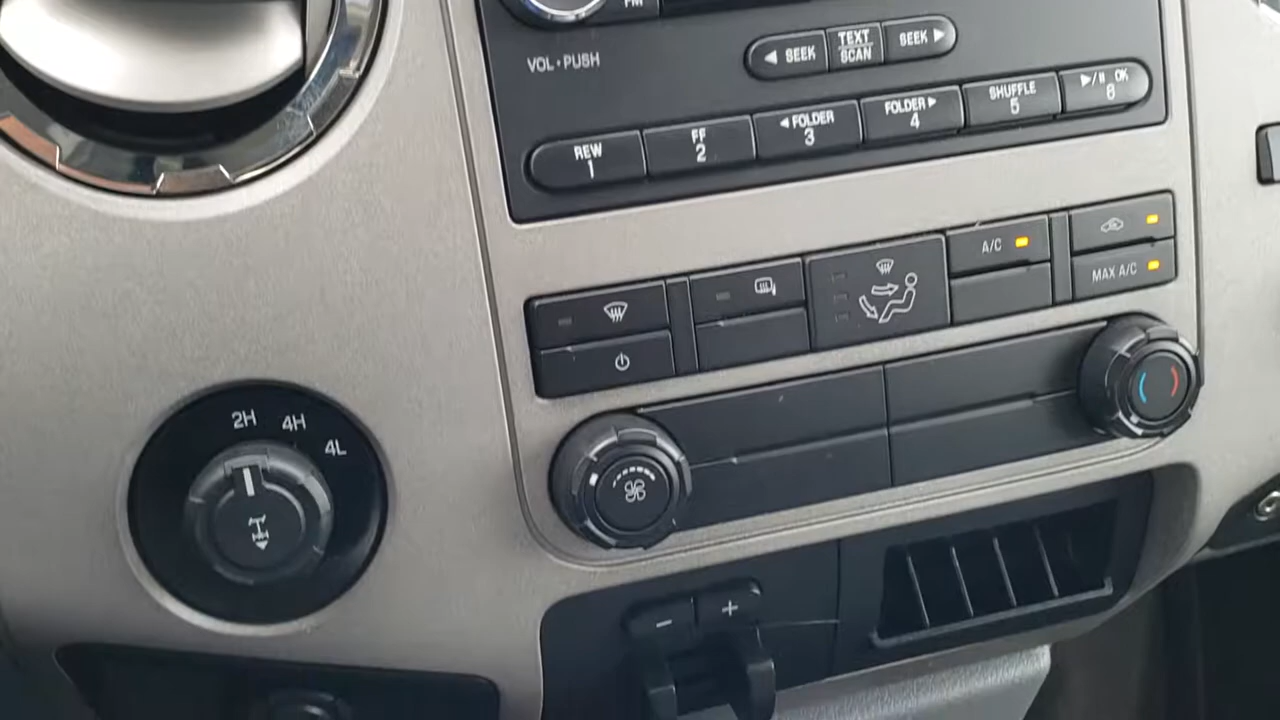 VOL • PUSH
◀ SEEK
TEXT
SCAN
SEEK ▶
REW
1
FF
2
◀ FOLDER
3
FOLDER ▶
4
SHUFFLE
5
▶/II OK
6
A/C
MAX A/C
2H
4H
4L
−
+